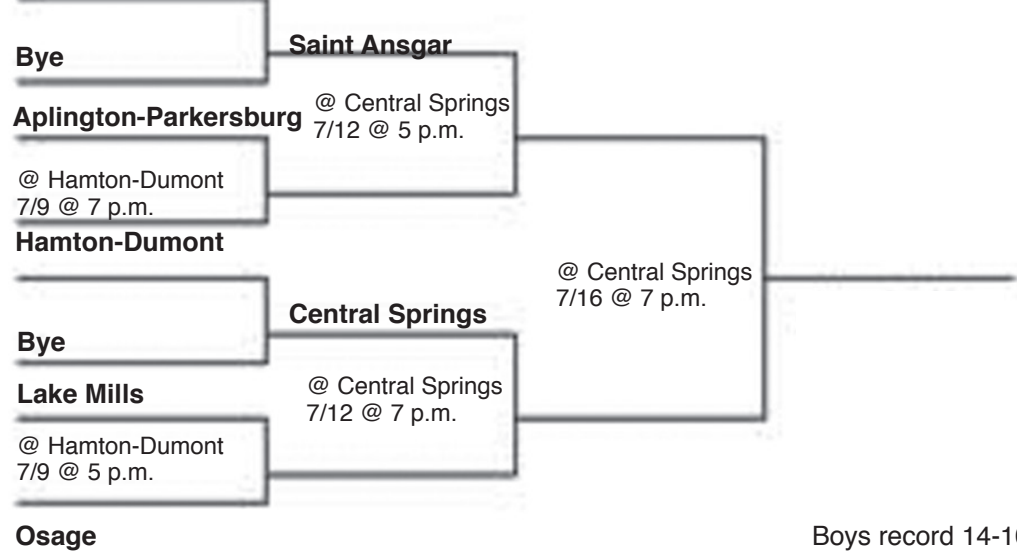 Bye
Saint Ansgar
Aplington-Parkersburg
@ Central Springs
7/12 @ 5 p.m.
@ Hamton-Dumont
7/9 @ 7 p.m.
Hamton-Dumont
@ Central Springs
7/16 @ 7 p.m.
Central Springs
Bye
Lake Mills
@ Central Springs
7/12 @ 7 p.m.
@ Hamton-Dumont
7/9 @ 5 p.m.
Osage
Boys record